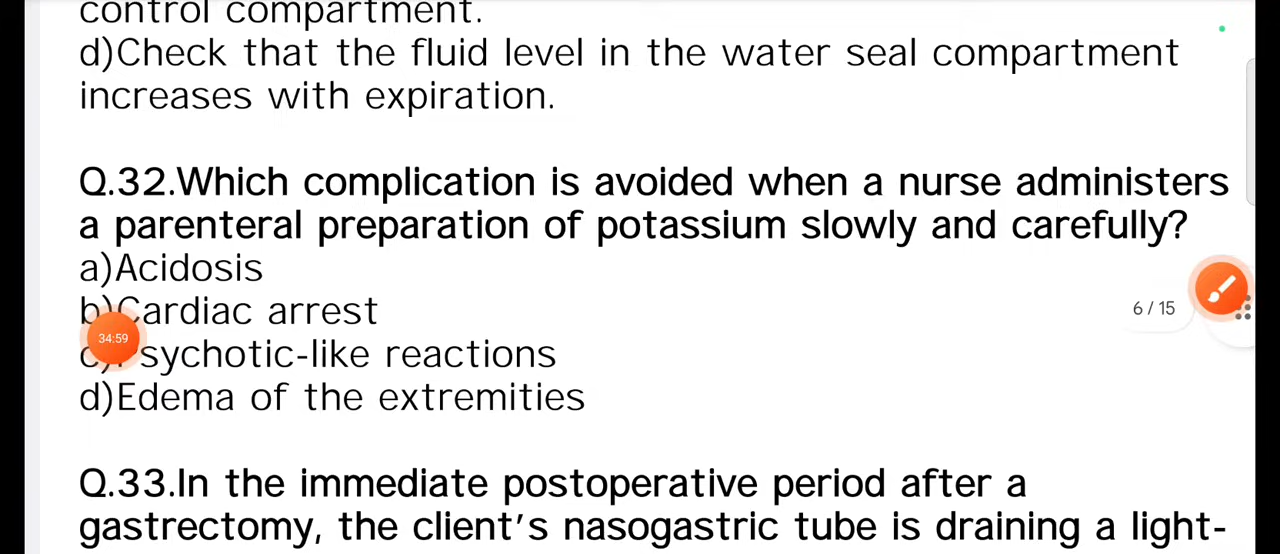 control compartment.
d)Check that the fluid level in the water seal compartment
increases with expiration.
Q.32.Which complication is avoided when a nurse administers
a parenteral preparation of potassium slowly and carefully?
a)Acidosis
b)Cardiac arrest
6 / 15
34:59
c)Psychotic-like reactions
d)Edema of the extremities
Q.33.In the immediate postoperative period after a
gastrectomy, the client’s nasogastric tube is draining a light-